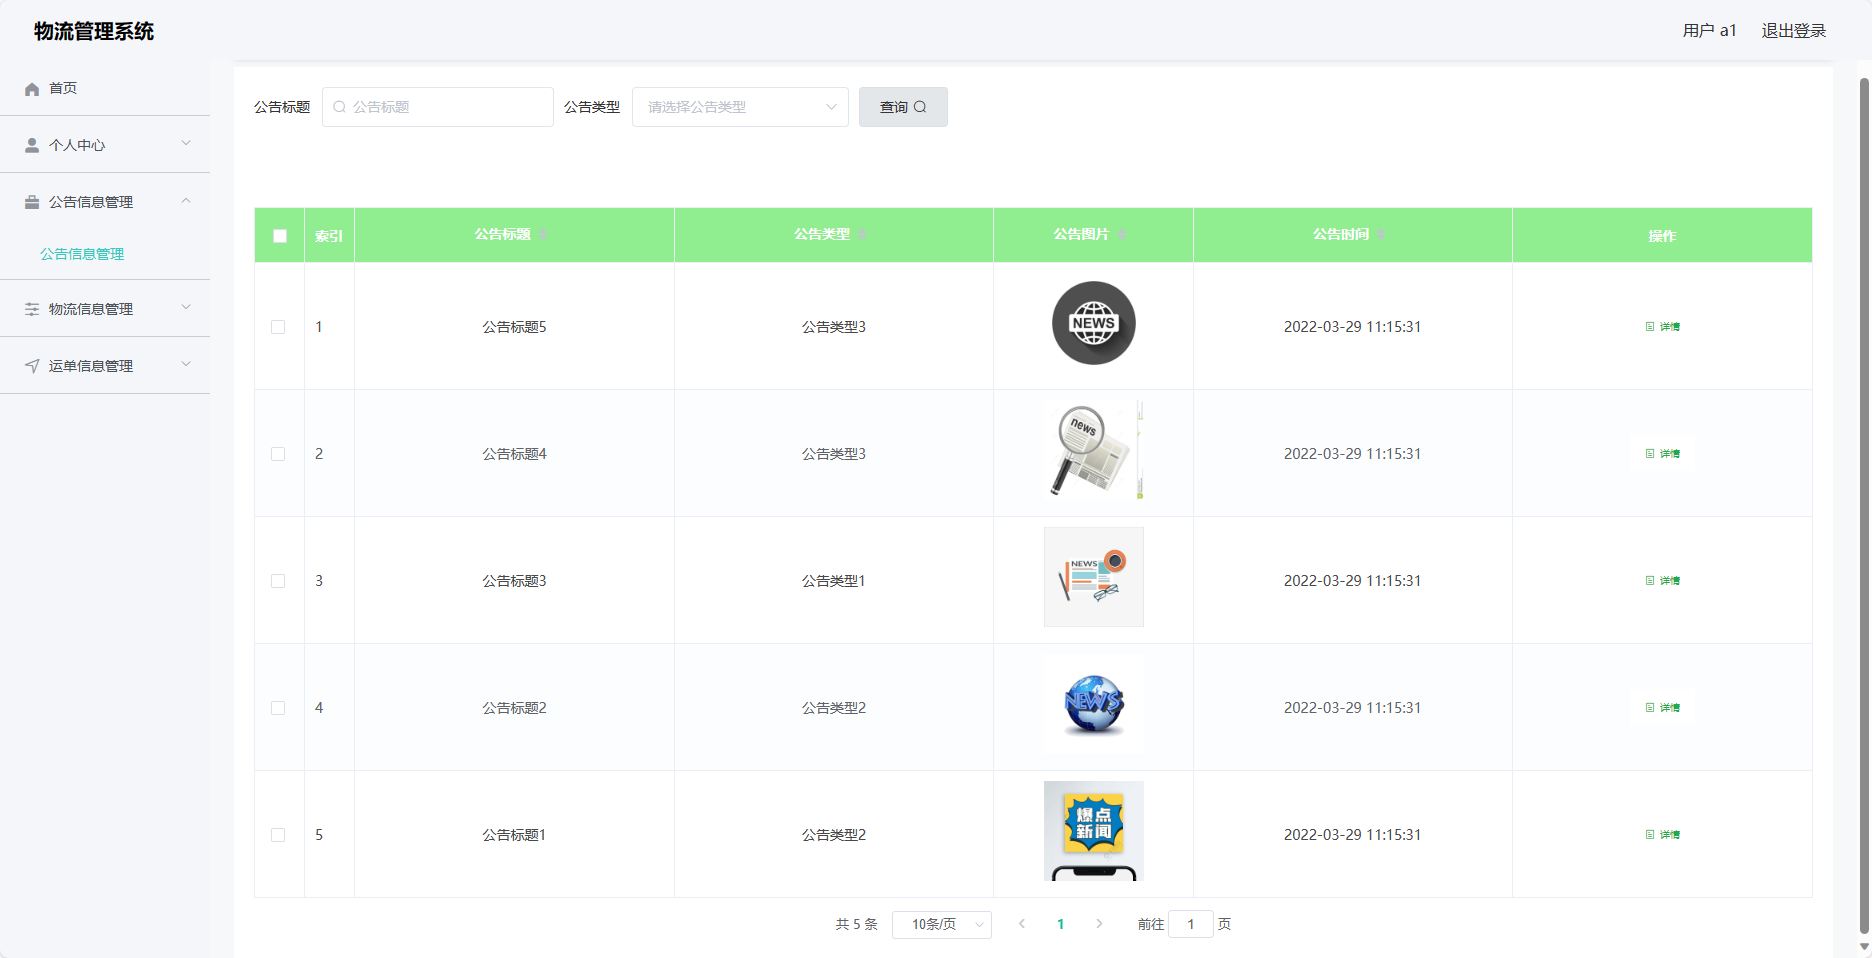 物流管理系统
用户 a1 退出登录
首页
个人中心
公告信息管理
公告信息管理
物流信息管理
运单信息管理
公告标题 公告标题 公告类型 请选择公告类型 查询
索引 公告标题 公告类型 公告图片 公告时间 操作
1 公告标题5 公告类型3 NEWS 2022-03-29 11:15:31 详情
2 公告标题4 公告类型3 news 2022-03-29 11:15:31 详情
3 公告标题3 公告类型1 NEWS 2022-03-29 11:15:31 详情
4 公告标题2 公告类型2 NEWS 2022-03-29 11:15:31 详情
5 公告标题1 公告类型2 爆点 2022-03-29 11:15:31 详情
新闻
共 5 条 10条/页 1 前往 1 页